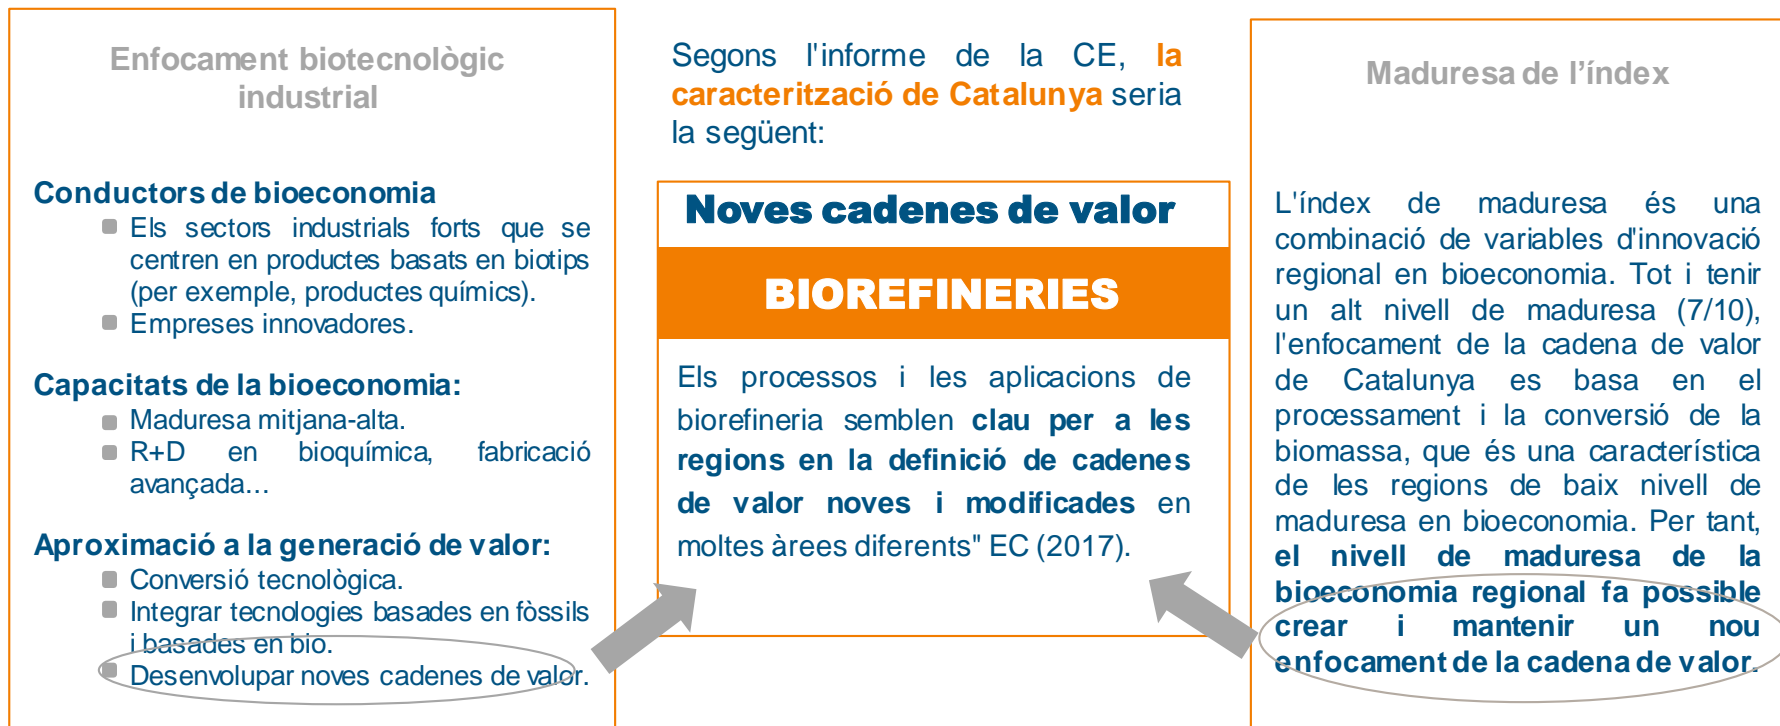 Enfocament biotecnològic
industrial
Conductors de bioeconomia
Els sectors industrials forts que se
centren en productes basats en biotips
(per exemple, productes químics).
Empreses innovadores.
Capacitats de la bioeconomia:
Maduresa mitjana-alta.
R+D en bioquímica, fabricació
avançada...
Aproximació a la generació de valor:
Conversió tecnològica.
Integrar tecnologies basades en fòssils
i basades en bio.
Desenvolupar noves cadenes de valor.
Segons l'informe de la CE, la
caracterització de Catalunya seria
la següent:
Noves cadenes de valor
BIOREFINERIES
Els processos i les aplicacions de
biorefineria semblen clau per a les
regions en la definició de cadenes
de valor noves i modificades en
moltes àrees diferents" EC (2017).
Maduresa de l’índex
L'índex de maduresa és una
combinació de variables d'innovació
regional en bioeconomia. Tot i tenir
un alt nivell de maduresa (7/10),
l'enfocament de la cadena de valor
de Catalunya es basa en el
processament i la conversió de la
biomassa, que és una característica
de les regions de baix nivell de
maduresa en bioeconomia. Per tant,
el nivell de maduresa de la
bioeconomia regional fa possible
crear i mantenir un nou
enfocament de la cadena de valor.